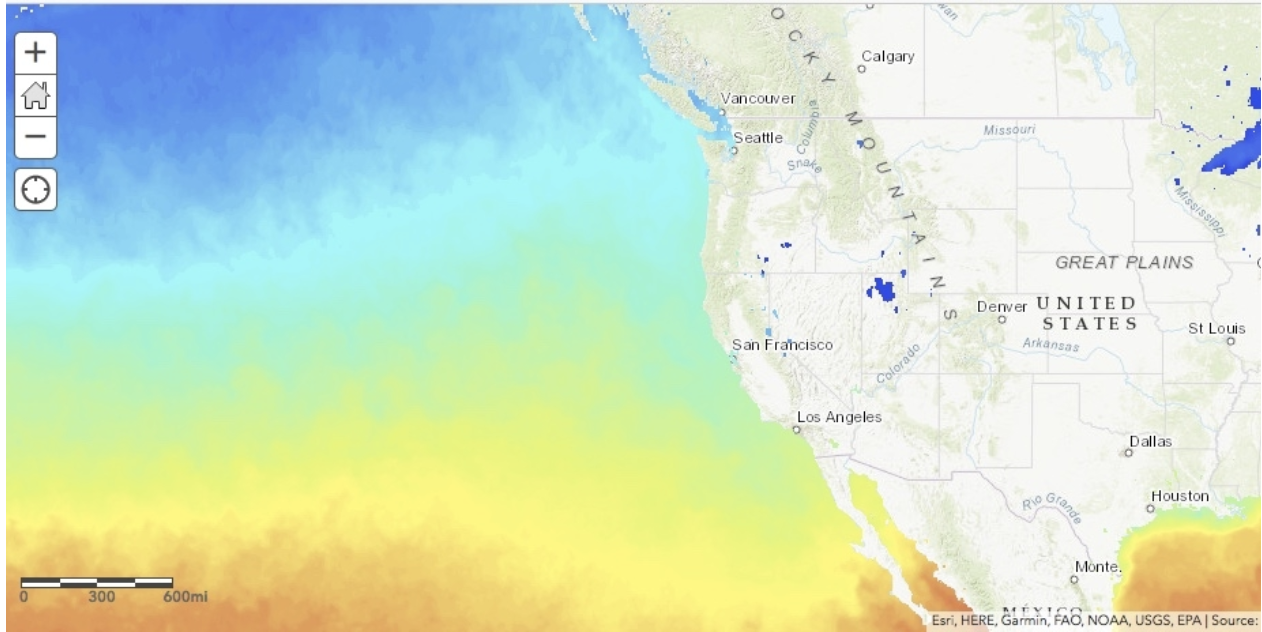 wan
Calgary
ROCKY MOUNTAINS
Vancouver
Columbia
Seattle
Missouri
Snake
Mississippi
GREAT PLAINS
Denver
UNITED
STATES
St Louis
San Francisco
Arkansas
Colorado
Los Angeles
Dallas
Houston
Rio Grande
Monte.
MÉXICO
0 300 600mi
Esri, HERE, Garmin, FAO, NOAA, USGS, EPA | Source: